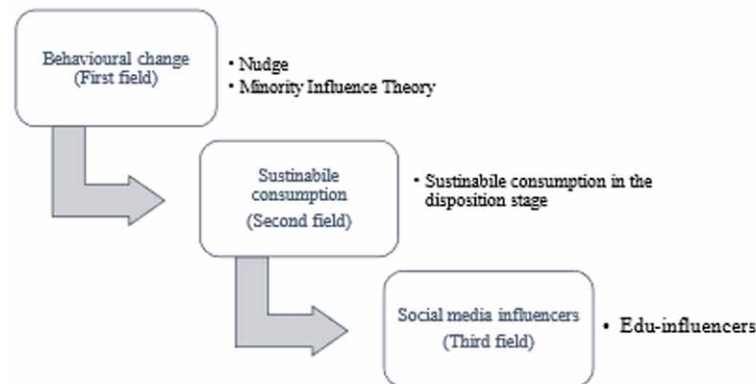 Behavioural change
(First field)
• Nudge
• Minority Influence Theory
Sustinabile
consumption
(Second field)
• Sustinabile consumption in the
disposition stage
Social media influencers
(Third field)
• Edu-influencers